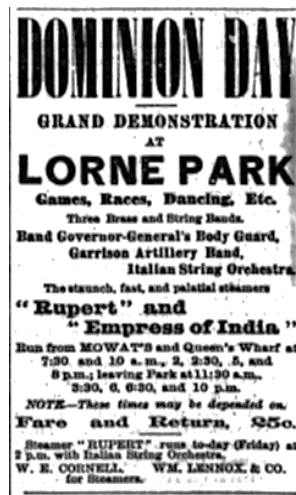 DOMINION DAY
GRAND DEMONSTRATION
AT
LORNE PARK
Games, Races, Dancing, Etc.
Three Brass and String Bands.
Band Governor-General's Body Guard,
Garrison Artillery Band,
Italian String Orchestra.
The staunch, fast, and palatial steamers
"Rupert" and
"Empress of India"
Run from MOWAT'S and Queen's Wharf at
7:30 and 10 a.m., 2, 2:30, 5, and
8 p.m.; leaving Park at 11:30 a.m.,
3:30, 6, 6:30, and 10 p.m.
NOTE—These times may be depended on.
Fare and Return, 25c.
Steamer "RUPERT" runs to-day (Friday) at
2 p.m. with Italian String Orchestra.
W. E. CORNELL, WM. LENNOX, & CO.
for Steamers.